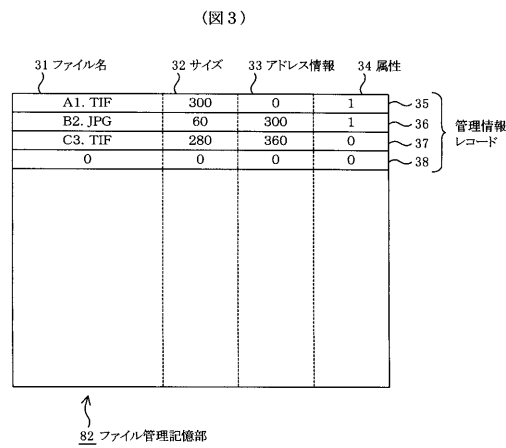 (図3)
31 ファイル名 32 サイズ 33 アドレス情報 34 属性
A1. TIF 300 0 1 35
B2. JPG 60 300 1 36
C3. TIF 280 360 0 37
0 0 0 0 38
管理情報
レコード
82 ファイル管理記憶部